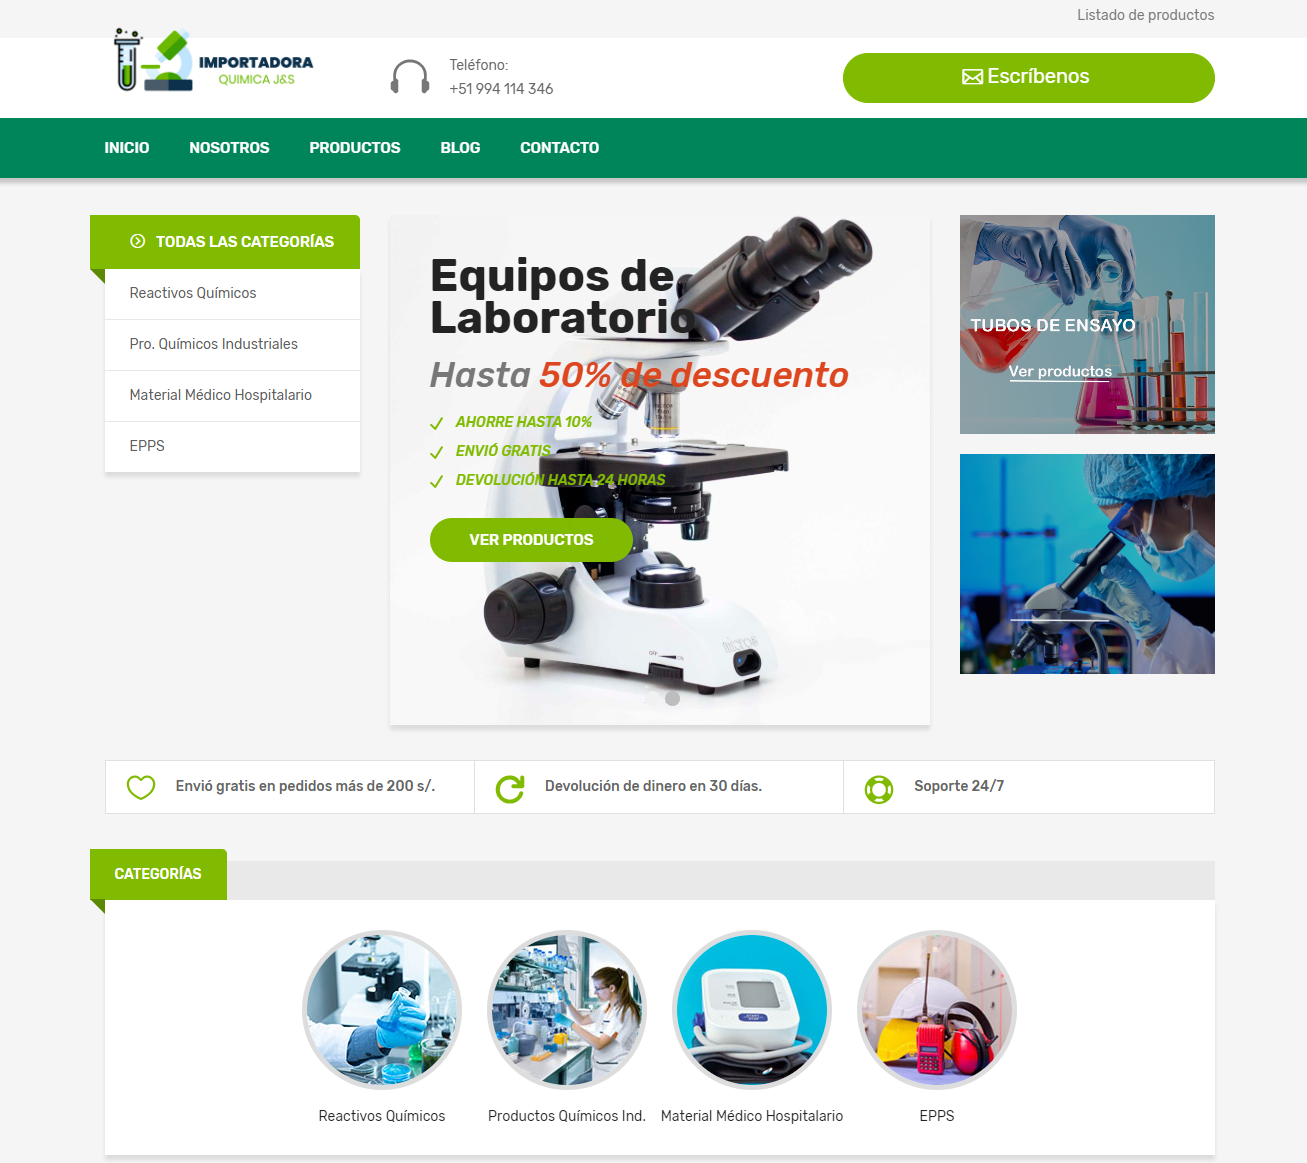 Listado de productos
IMPORTADORA
QUIMICA J&S
Teléfono:
+51 994 114 346
Escríbenos
INICIO NOSOTROS PRODUCTOS BLOG CONTACTO
TODAS LAS CATEGORÍAS
Reactivos Químicos
Pro. Químicos Industriales
Material Médico Hospitalario
EPPS
Equipos de
Laboratorio
Hasta 50% de descuento
AHORRE HASTA 10%
ENVIÓ GRATIS
DEVOLUCIÓN HASTA 24 HORAS
VER PRODUCTOS
OFF ON
TUBOS DE ENSAYO
Ver productos
Envió gratis en pedidos más de 200 s/.
Devolución de dinero en 30 días.
Soporte 24/7
CATEGORÍAS
Reactivos Químicos
Productos Químicos Ind.
Material Médico Hospitalario
EPPS